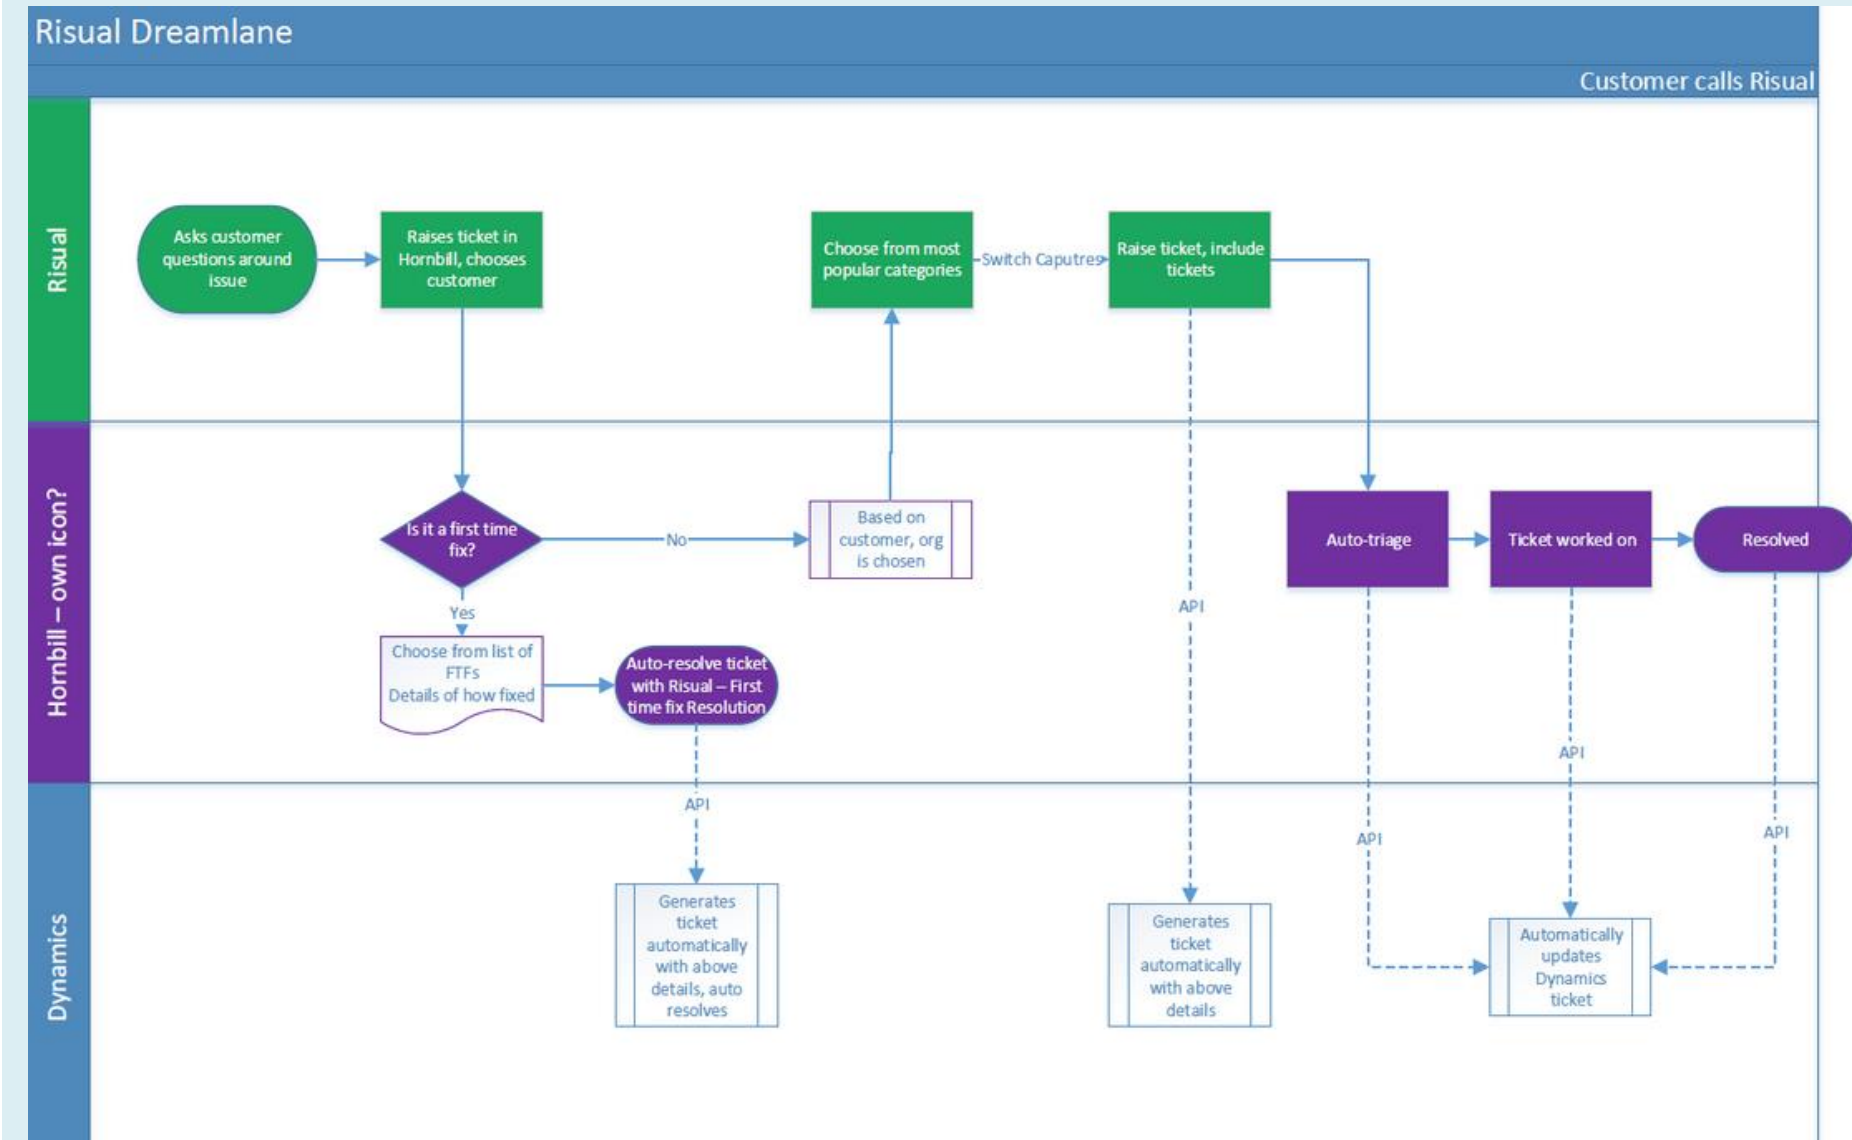 Risual Dreamlane
Customer calls Risual
Risual
Asks customer
questions around
issue
Raises ticket in
Hornbill, chooses
customer
Choose from most
popular categories
Switch Caputres
Raise ticket, include
tickets
Hornbill – own icon?
Is it a first time
fix?
No
Based on
customer, org
is chosen
Yes
Choose from list of
FTFs
Details of how fixed
Auto-resolve ticket
with Risual – First
time fix Resolution
Auto-triage
Ticket worked on
Resolved
API
API
API
API
API
Dynamics
Generates
ticket
automatically
with above
details, auto
resolves
Generates
ticket
automatically
with above
details
Automatically
updates
Dynamics
ticket